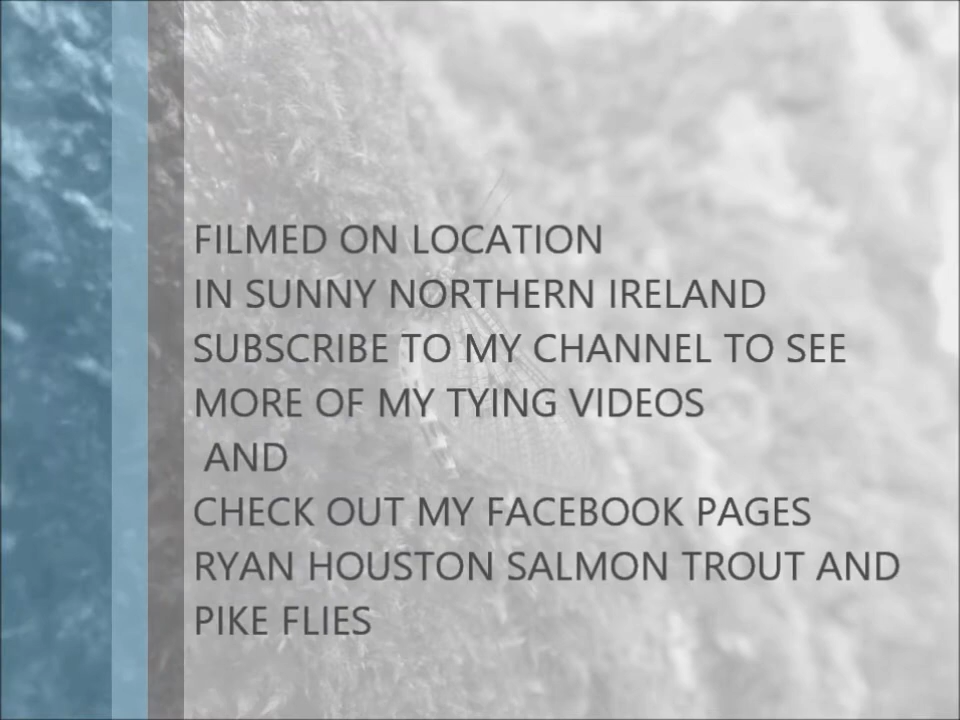 FILMED ON LOCATION
IN SUNNY NORTHERN IRELAND
SUBSCRIBE TO MY CHANNEL TO SEE
MORE OF MY TYING VIDEOS
AND
CHECK OUT MY FACEBOOK PAGES
RYAN HOUSTON SALMON TROUT AND
PIKE FLIES